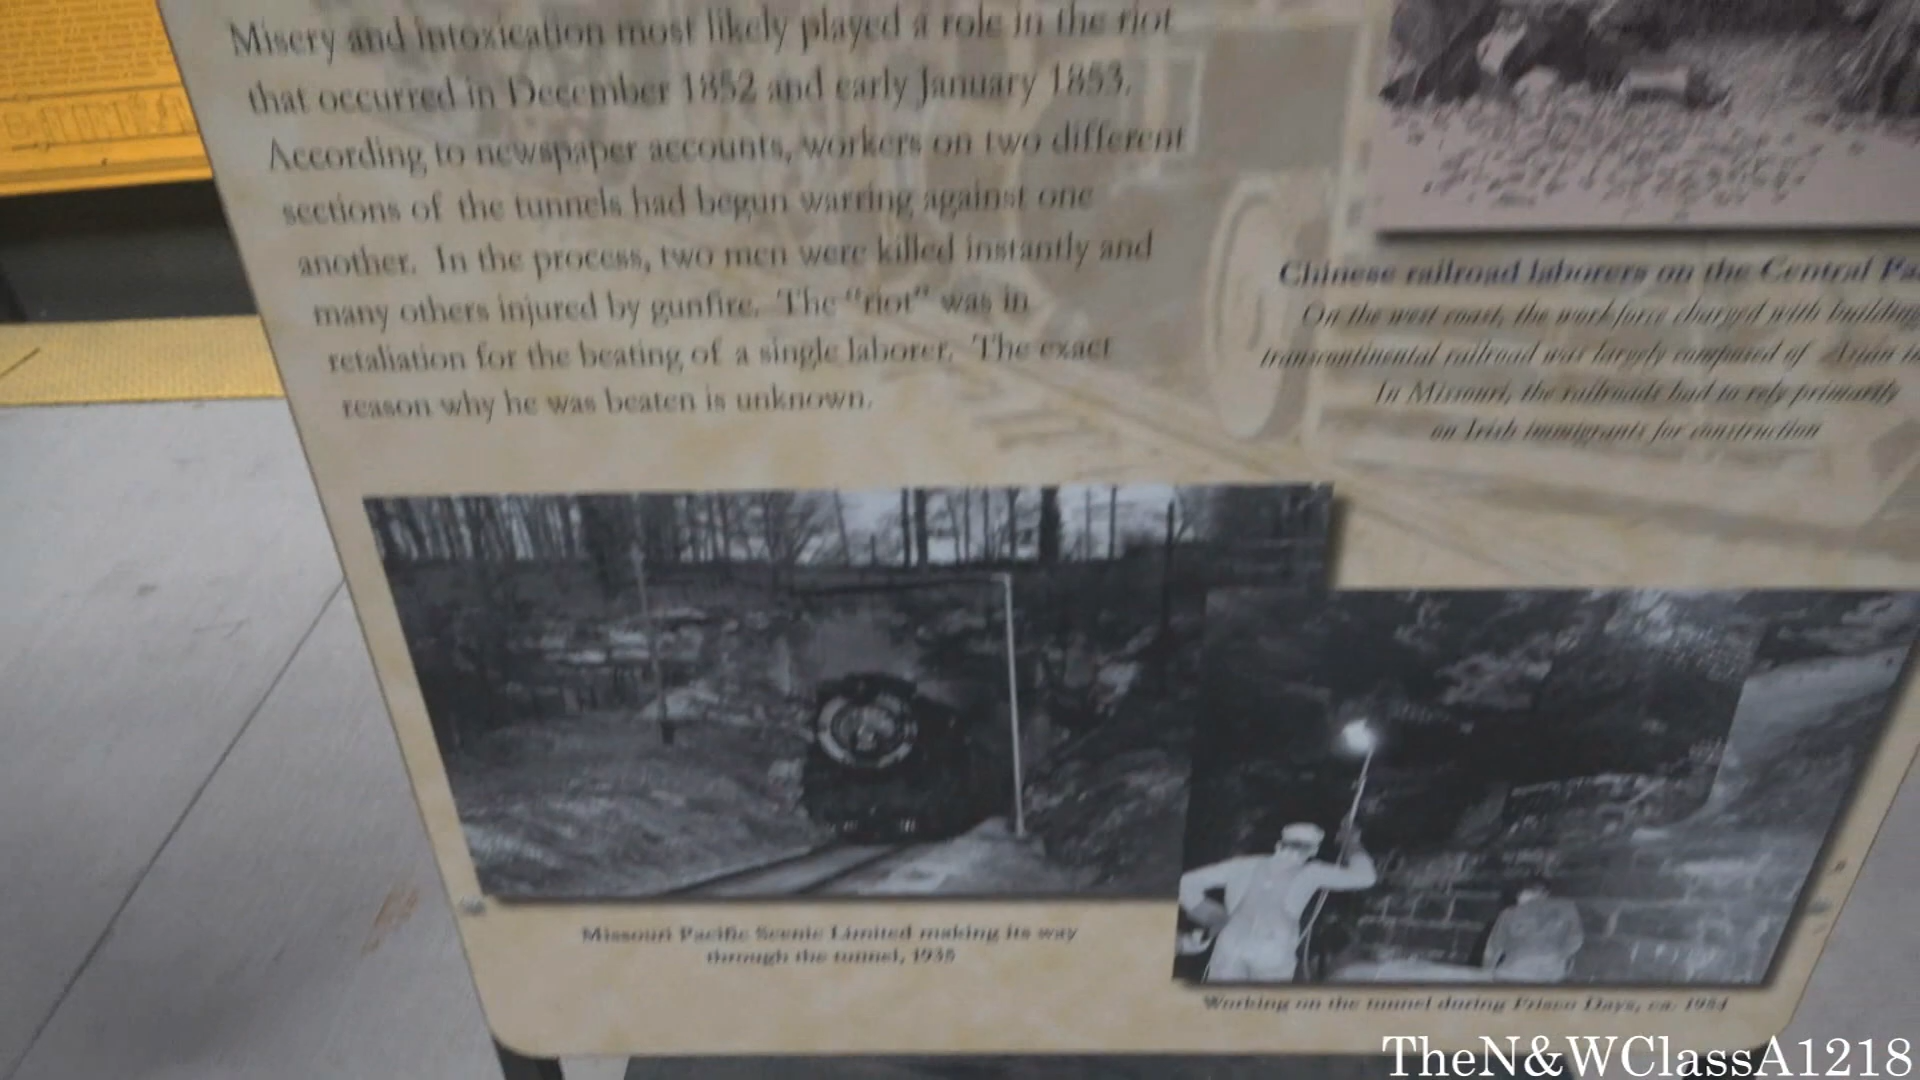 Misery and intoxication most likely played a role in the riot
that occurred in December 1852 and early January 1853.
According to newspaper accounts, workers on two different
sections of the tunnels had begun warring against one
another. In the process, two men were killed instantly and
many others injured by gunfire. The "riot" was in
retaliation for the beating of a single laborer. The exact
reason why he was beaten is unknown.
Chinese railroad laborers on the Central
On the west coast, the workforce charged with building
transcontinental railroad was largely composed of Asian
In Missouri, the railroads had to rely primarily
on Irish immigrants for construction
Missouri Pacific Scenic Limited making its way
through the tunnel, 1935
Working on the tunnel during Frisco Days, ca.
TheN&WClassA1218